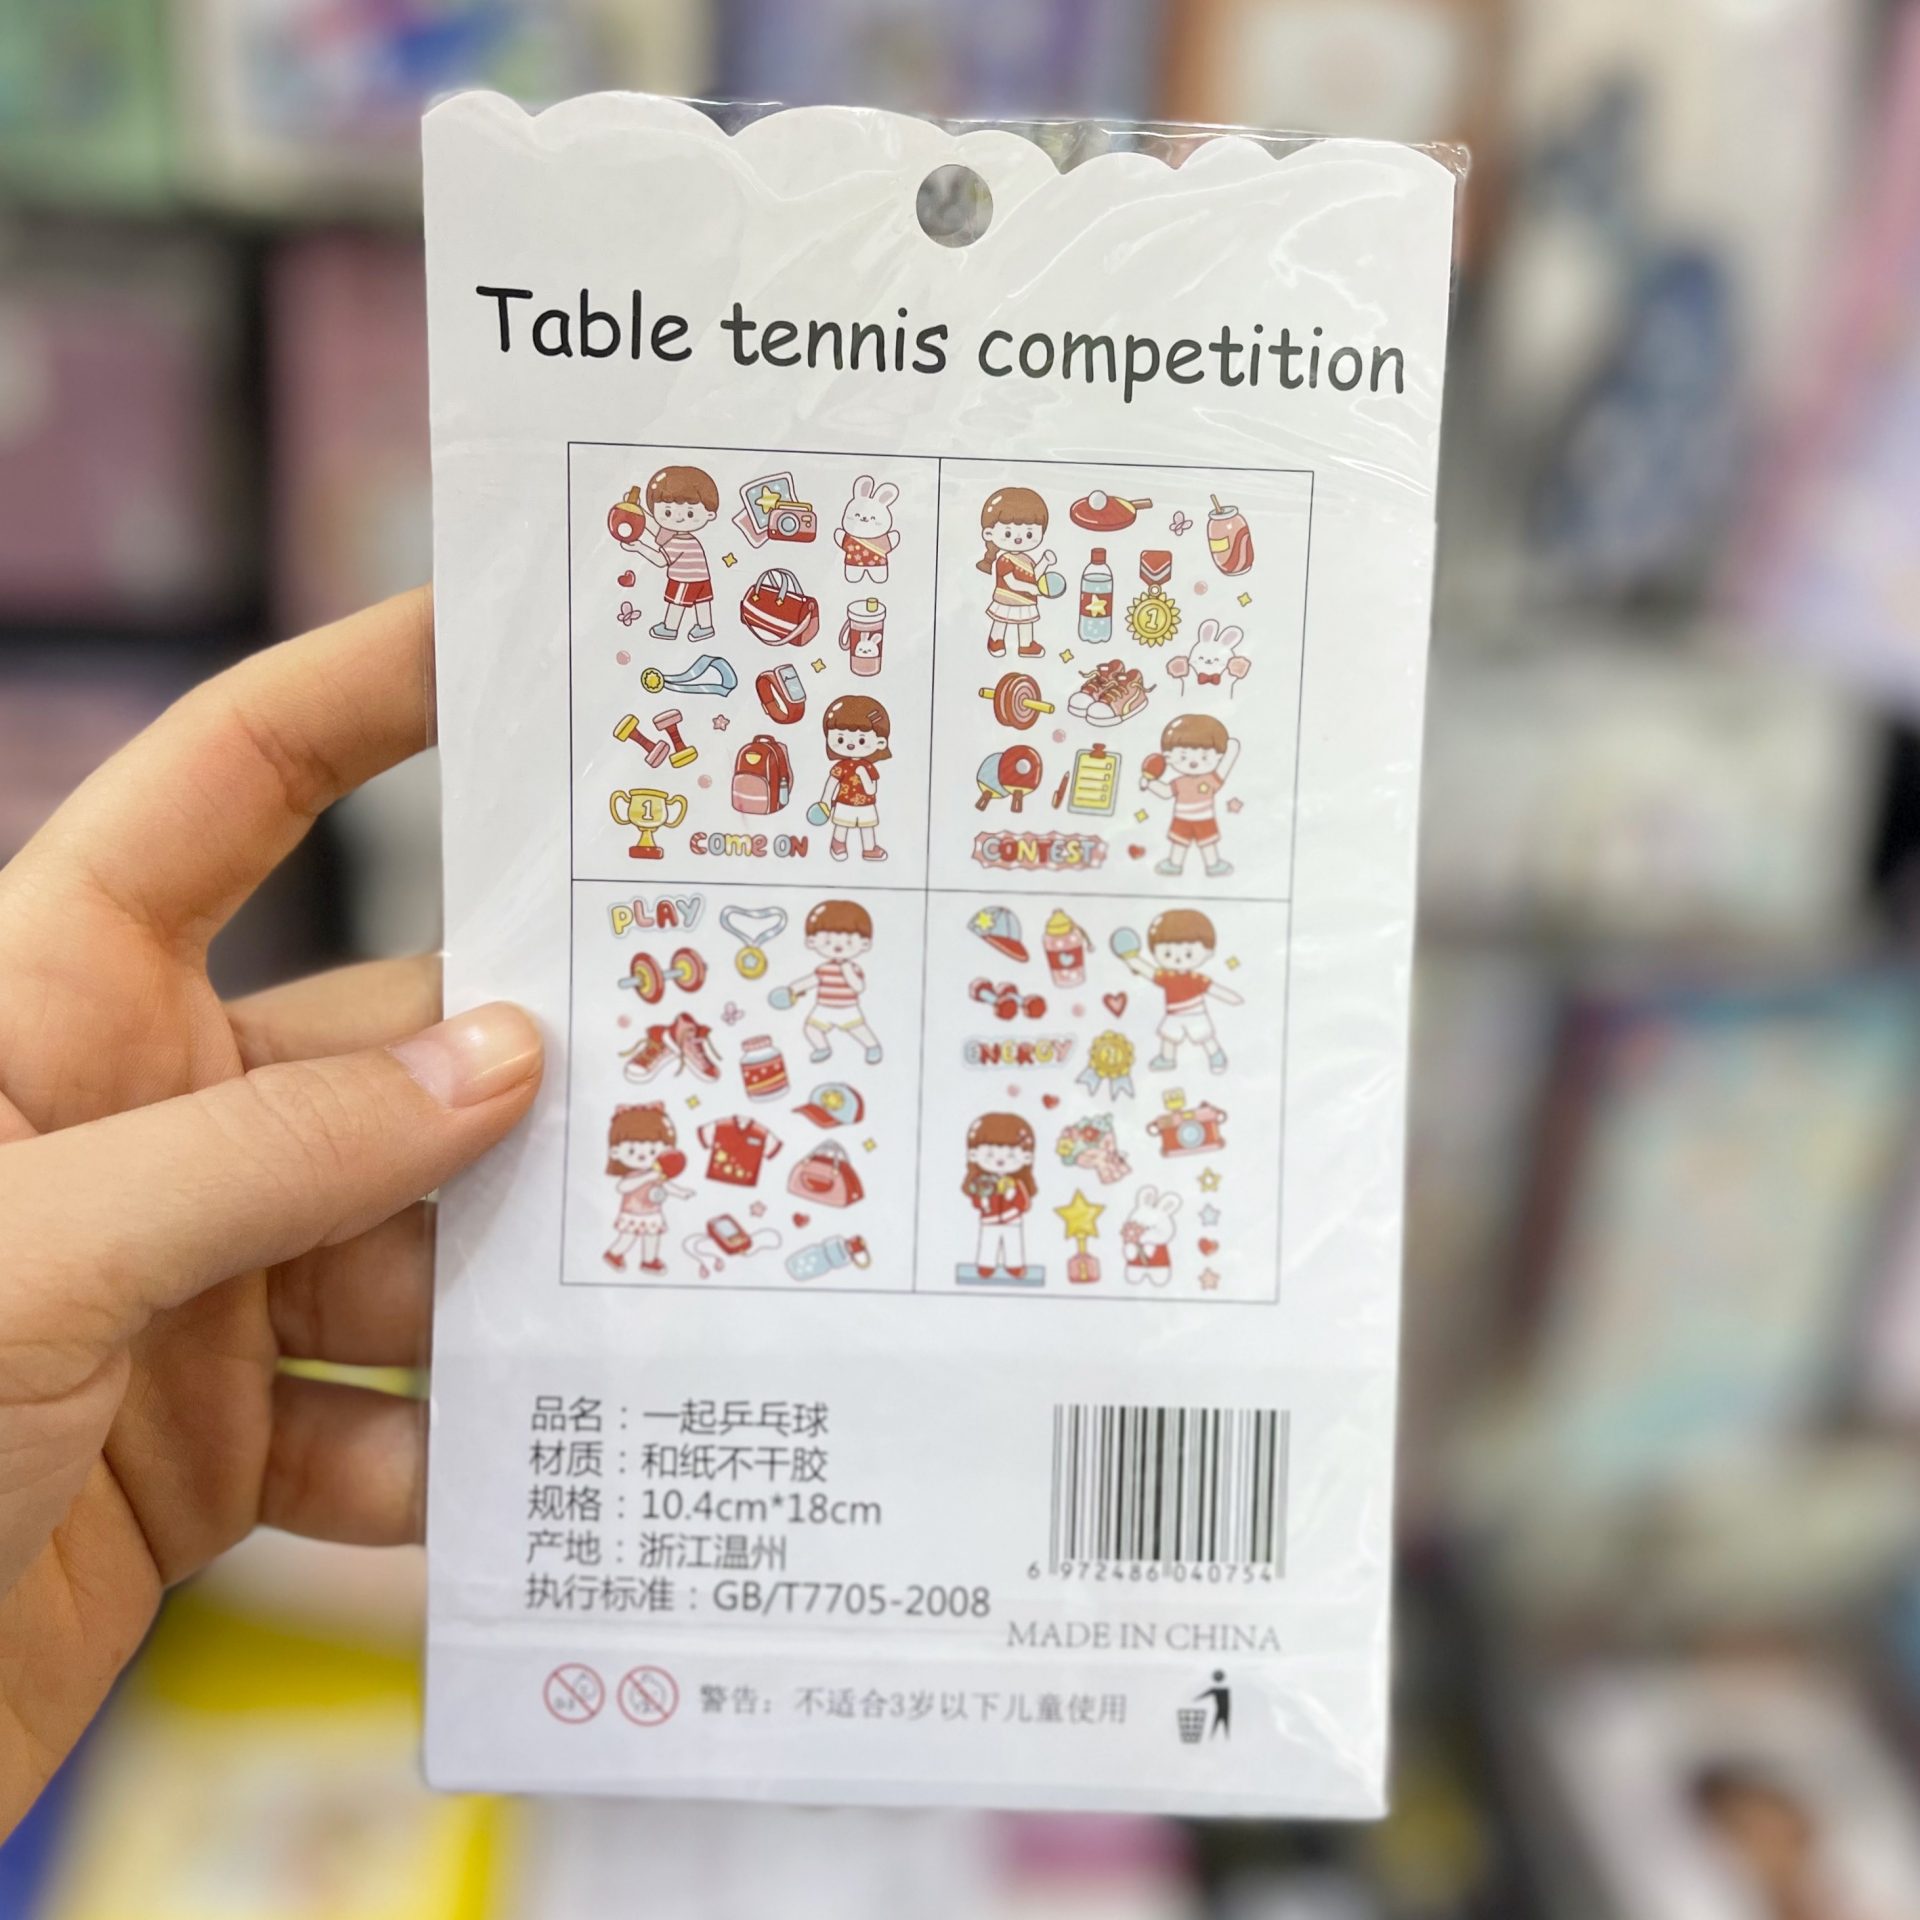 Table tennis competition
COME ON
CONTEST
PLAY
ENERGY
品名：一起乒乓球
材质：和纸不干胶
规格：10.4cm*18cm
产地：浙江温州
执行标准：GB/T7705-2008
6 972486 040754
MADE IN CHINA
警告：不适合3岁以下儿童使用